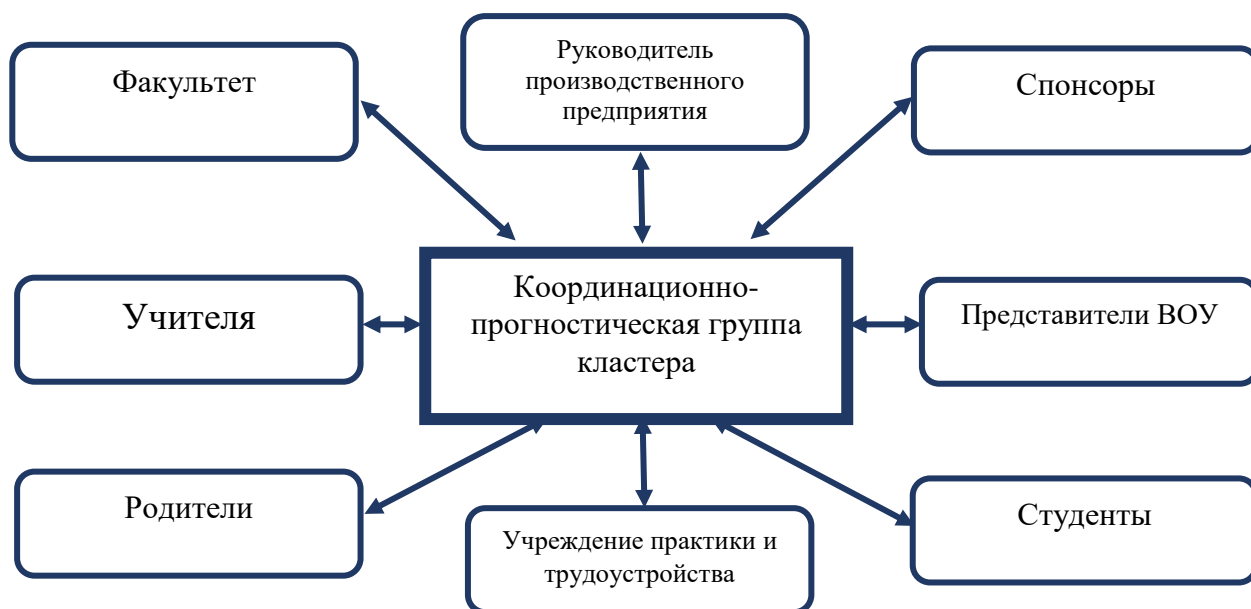 Факультет
Руководитель
производственного
предприятия
Спонсоры
Учителя
Координационно-
прогностическая группа
кластера
Представители ВОУ
Родители
Учреждение практики и
трудоустройства
Студенты